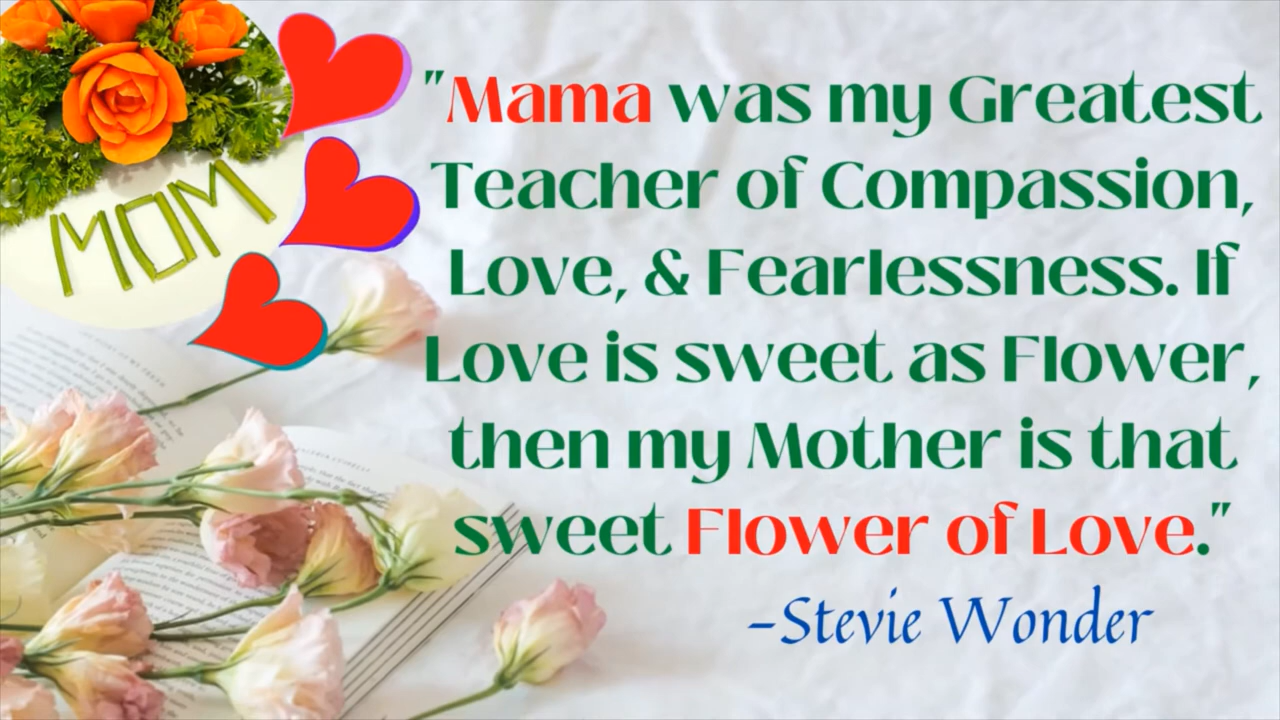 MOM
"Mama was my Greatest
Teacher of Compassion,
Love, & Fearlessness. If
Love is sweet as Flower,
then my Mother is that
sweet Flower of Love."
-Stevie Wonder